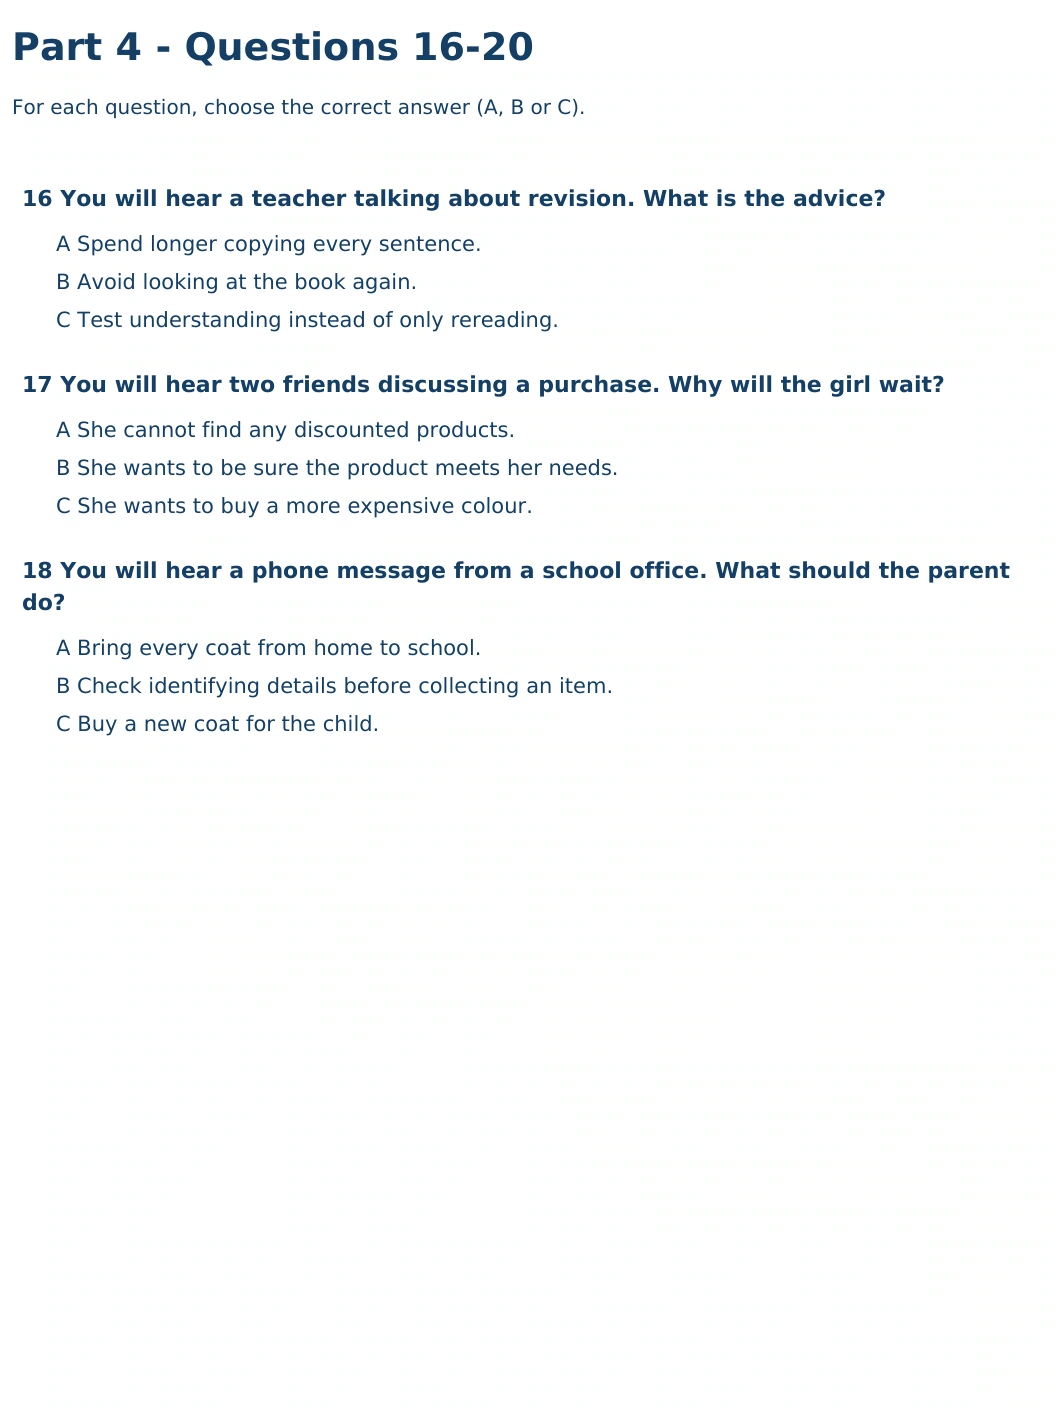 Part 4 - Questions 16-20
For each question, choose the correct answer (A, B or C).
16 You will hear a teacher talking about revision. What is the advice?
A Spend longer copying every sentence.
B Avoid looking at the book again.
C Test understanding instead of only rereading.
17 You will hear two friends discussing a purchase. Why will the girl wait?
A She cannot find any discounted products.
B She wants to be sure the product meets her needs.
C She wants to buy a more expensive colour.
18 You will hear a phone message from a school office. What should the parent
do?
A Bring every coat from home to school.
B Check identifying details before collecting an item.
C Buy a new coat for the child.